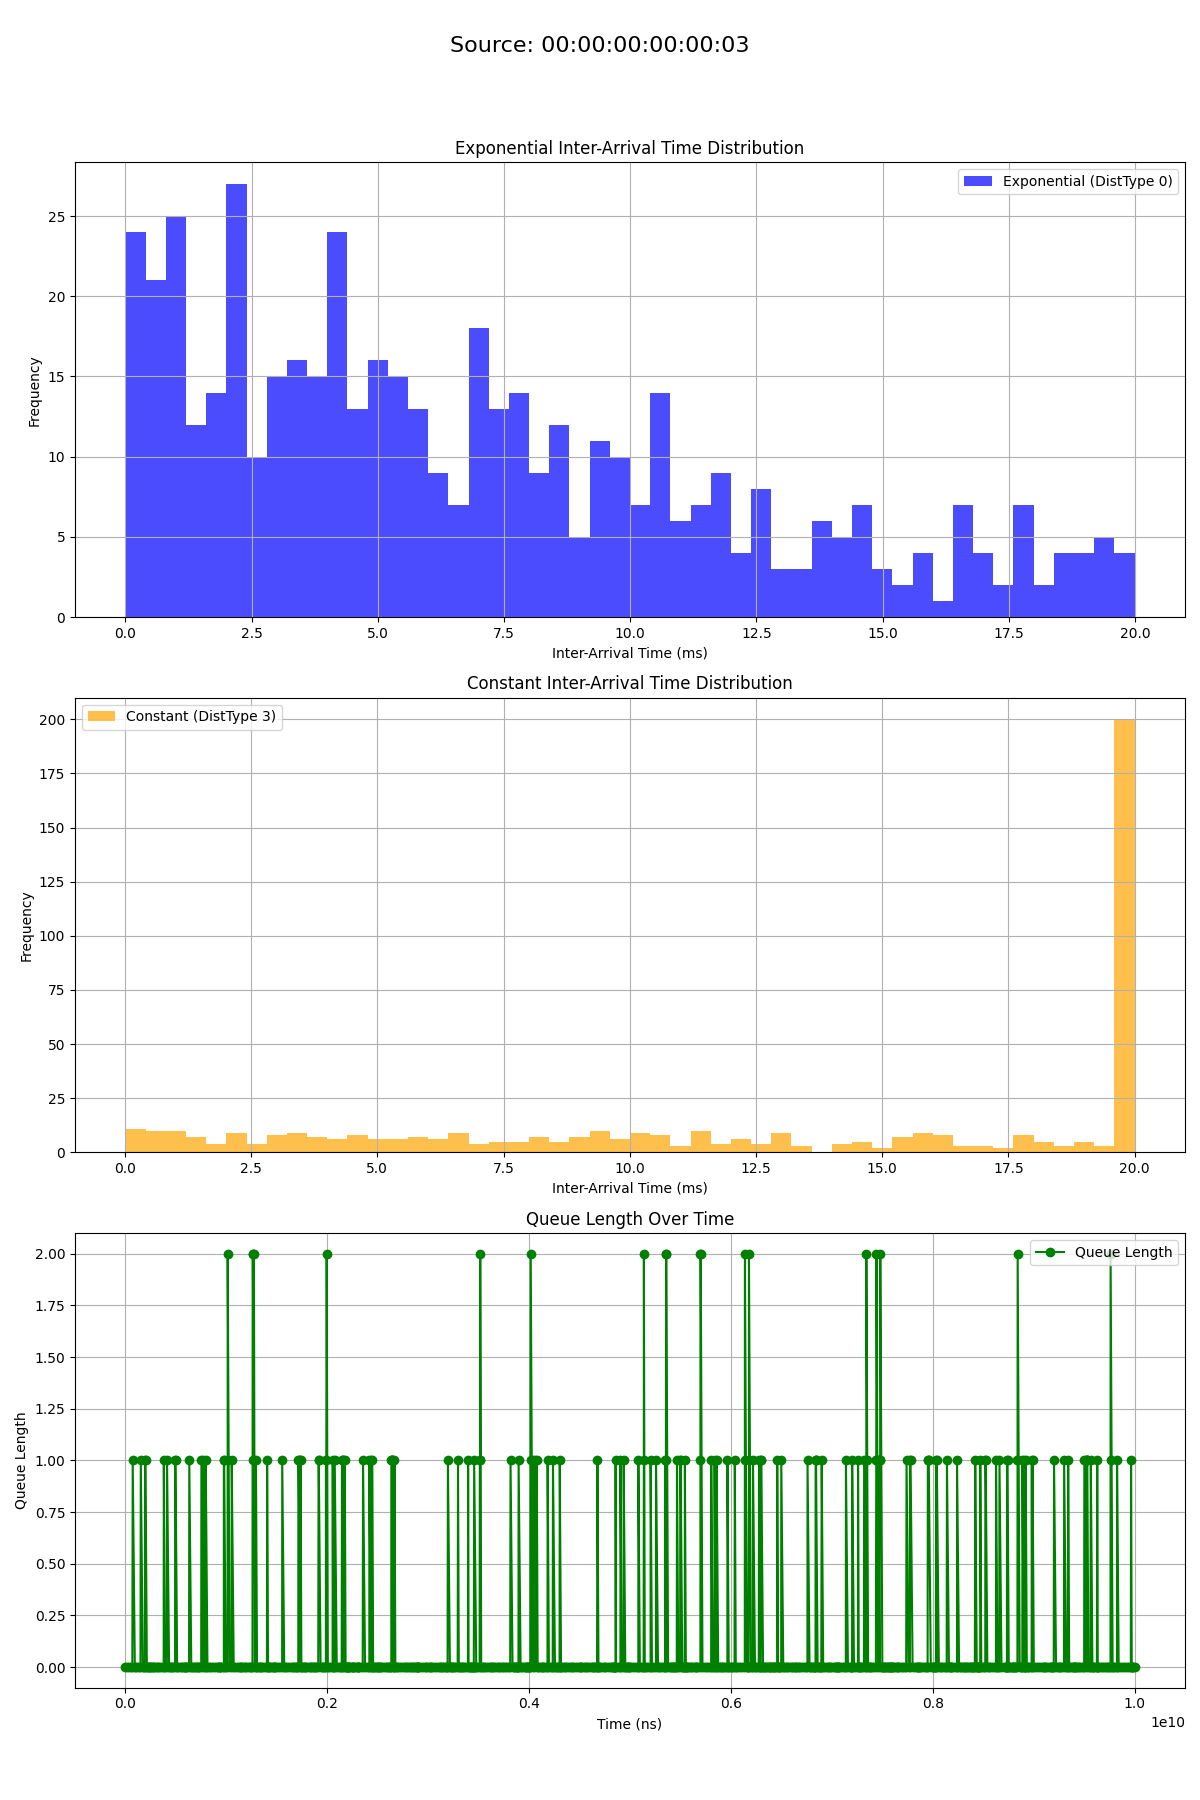 Source: 00:00:00:00:00:03
Exponential Inter-Arrival Time Distribution
Exponential (DistType 0)
25
20
15
10
5
0
Frequency
0.0 2.5 5.0 7.5 10.0 12.5 15.0 17.5 20.0
Inter-Arrival Time (ms)
Constant Inter-Arrival Time Distribution
Constant (DistType 3)
200
175
150
125
100
75
50
25
0
Frequency
0.0 2.5 5.0 7.5 10.0 12.5 15.0 17.5 20.0
Inter-Arrival Time (ms)
Queue Length Over Time
Queue Length
2.00
1.75
1.50
1.25
1.00
0.75
0.50
0.25
0.00
Queue Length
0.0 0.2 0.4 0.6 0.8 1.0
1e10
Time (ns)